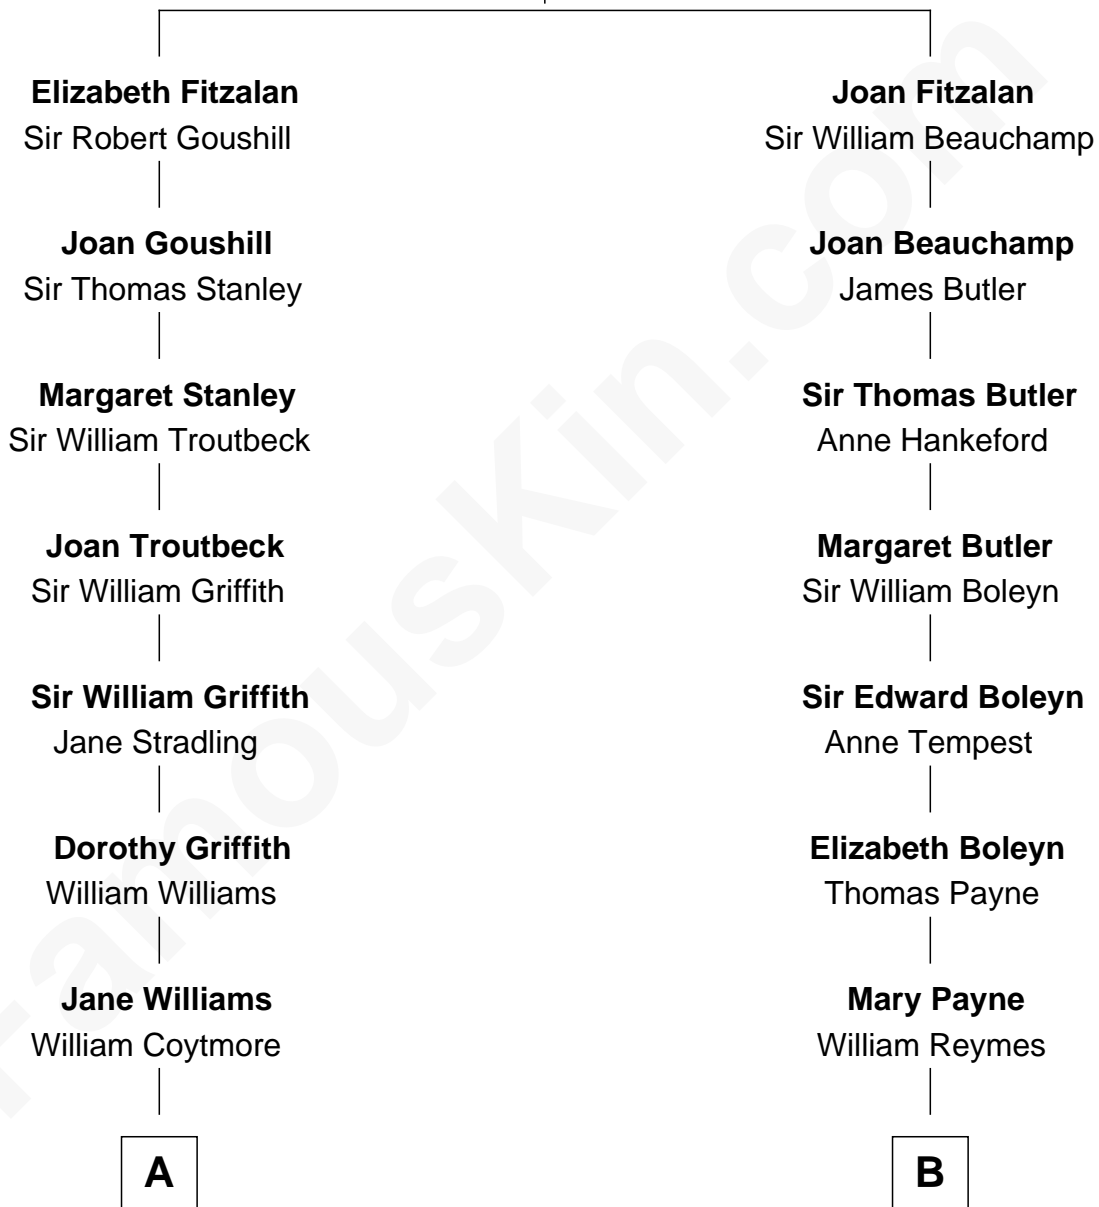 Elizabeth Fitzalan
Sir Robert Goushill
Joan Fitzalan
Sir William Beauchamp
Joan Goushill
Sir Thomas Stanley
Joan Beauchamp
James Butler
Margaret Stanley
Sir William Troutbeck
Sir Thomas Butler
Anne Hankeford
Joan Troutbeck
Sir William Griffith
Margaret Butler
Sir William Boleyn
Sir William Griffith
Jane Stradling
Sir Edward Boleyn
Anne Tempest
Dorothy Griffith
William Williams
Elizabeth Boleyn
Thomas Payne
Jane Williams
William Coytmore
Mary Payne
William Reymes
A
B
FamousKin.com